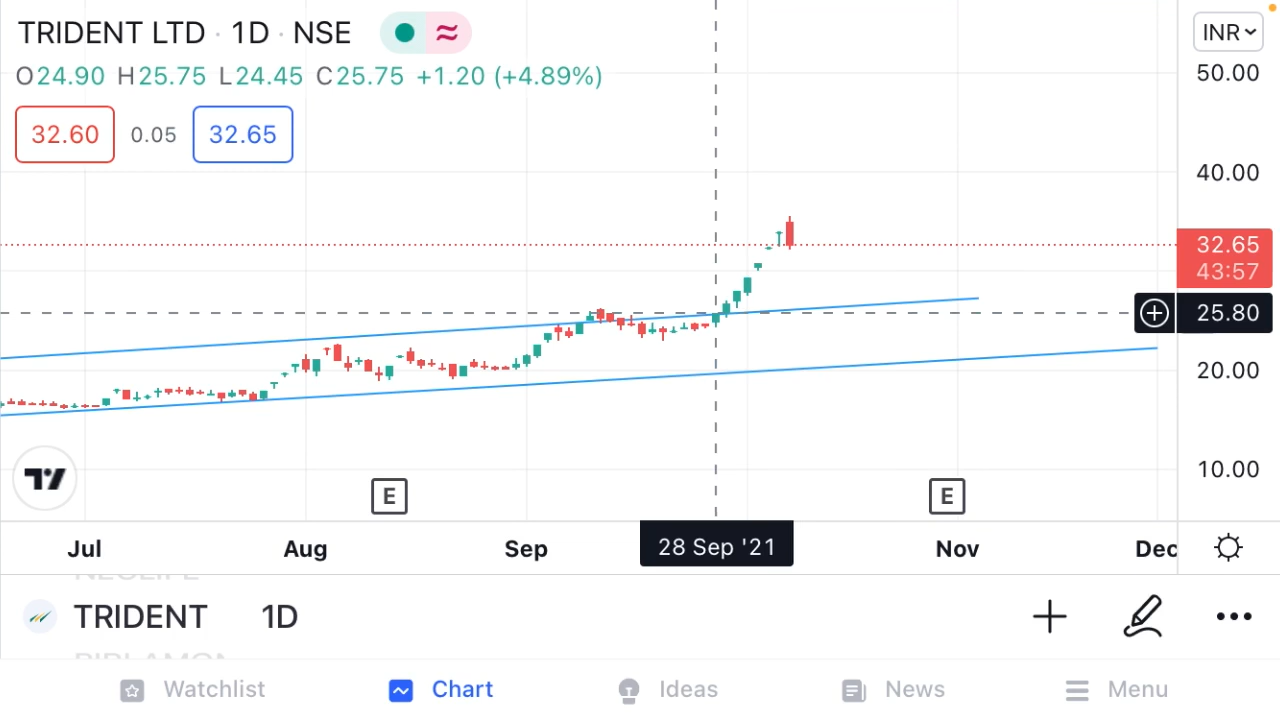 TRIDENT LTD · 1D · NSE
INR
O24.90 H25.75 L24.45 C25.75 +1.20 (+4.89%)
50.00
32.60 0.05 32.65
40.00
32.65
43:57
25.80
20.00
10.00
E E
Jul Aug Sep 28 Sep '21 Nov Dec
TRIDENT 1D
Watchlist Chart Ideas News Menu